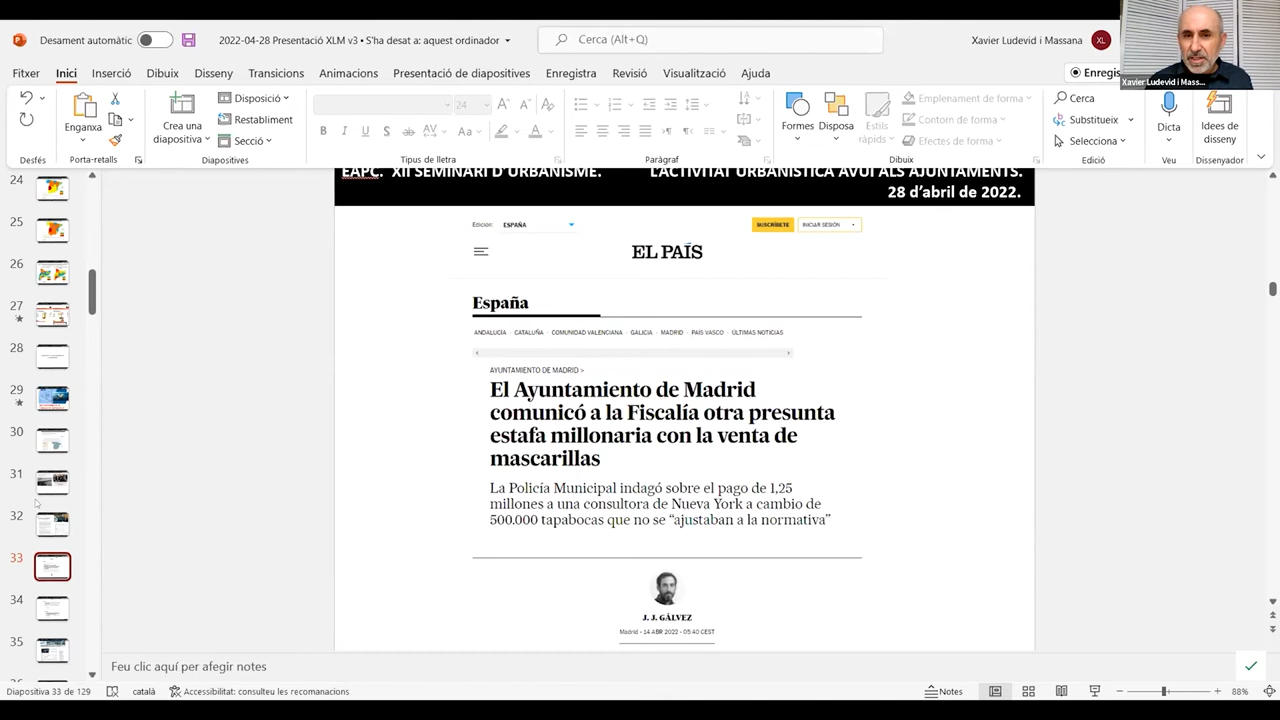 Desament automàtic
2022-04-28 Presentació XLM v3 • S'ha desat a: aquest ordinador
Cerca (Alt+Q)
Xavier Ludevid i Massana
XL
Fitxer Inici Inserció Dibuix Disseny Transicions Animacions Presentació de diapositives Enregistra Revisió Visualització Ajuda
Enregis
Xavier Ludevid i Mass...
Enganxa
Crea una diapositiva
Disposició
Restabliment
Secció
24
Formes
Disposa
Estils ràpids
Emplenament de forma
Contorn de forma
Efectes de forma
Cerca
Substitueix
Selecciona
Dicta
Idees de disseny
Desfés Porta-retalls Diapositives Tipus de lletra Paràgraf Dibuix Edició Veu Dissenyador
24
25
26
27
28
29
30
31
32
33
34
35
EAPC. XII SEMINARI D'URBANISME. L'ACTIVITAT URBANÍSTICA AVUI ALS AJUNTAMENTS.
28 d'abril de 2022.
Edición: ESPAÑA
SUSCRÍBETE INICIAR SESIÓN
EL PAÍS
España
ANDALUCÍA · CATALUÑA · COMUNIDAD VALENCIANA · GALICIA · MADRID · PAÍS VASCO · ÚLTIMAS NOTICIAS
AYUNTAMIENTO DE MADRID >
El Ayuntamiento de Madrid
comunicó a la Fiscalía otra presunta
estafa millonaria con la venta de
mascarillas
La Policía Municipal indagó sobre el pago de 1,25
millones a una consultora de Nueva York a cambio de
500.000 tapabocas que no se “ajustaban a la normativa”
J. J. GÁLVEZ
Madrid - 14 ABR 2022 - 05:40 CEST
Feu clic aquí per afegir notes
Diapositiva 33 de 129 català Accessibilitat: consulteu les recomanacions Notes 88%